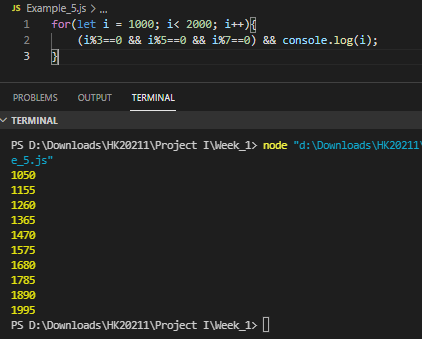 JS Example_5.js > ...
1 for(let i = 1000; i< 2000; i++){
2 (i%3==0 && i%5==0 && i%7==0) && console.log(i);
3 }
PROBLEMS OUTPUT TERMINAL
TERMINAL
PS D:\Downloads\HK20211\Project I\Week_1> node "d:\Downloads\HK20211\
e_5.js"
1050
1155
1260
1365
1470
1575
1680
1785
1890
1995
PS D:\Downloads\HK20211\Project I\Week_1>